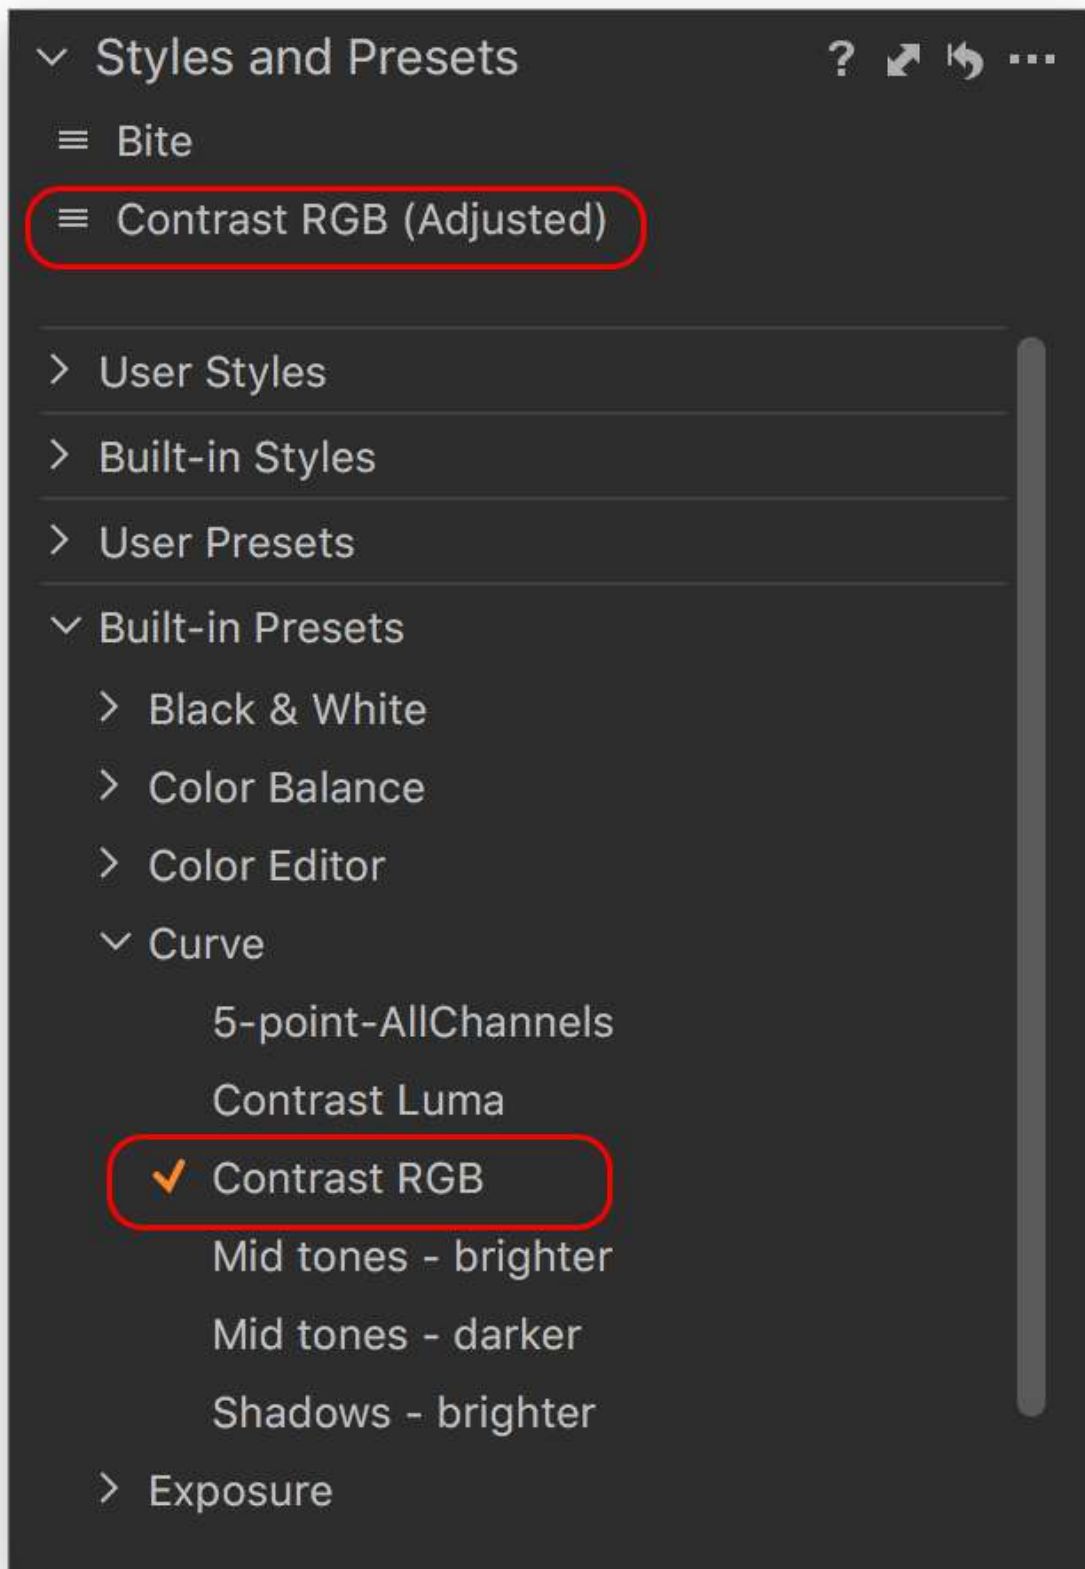 Styles and Presets ? ...
Bite
Contrast RGB (Adjusted)
User Styles
Built-in Styles
User Presets
Built-in Presets
Black & White
Color Balance
Color Editor
Curve
5-point-AllChannels
Contrast Luma
Contrast RGB
Mid tones - brighter
Mid tones - darker
Shadows - brighter
Exposure